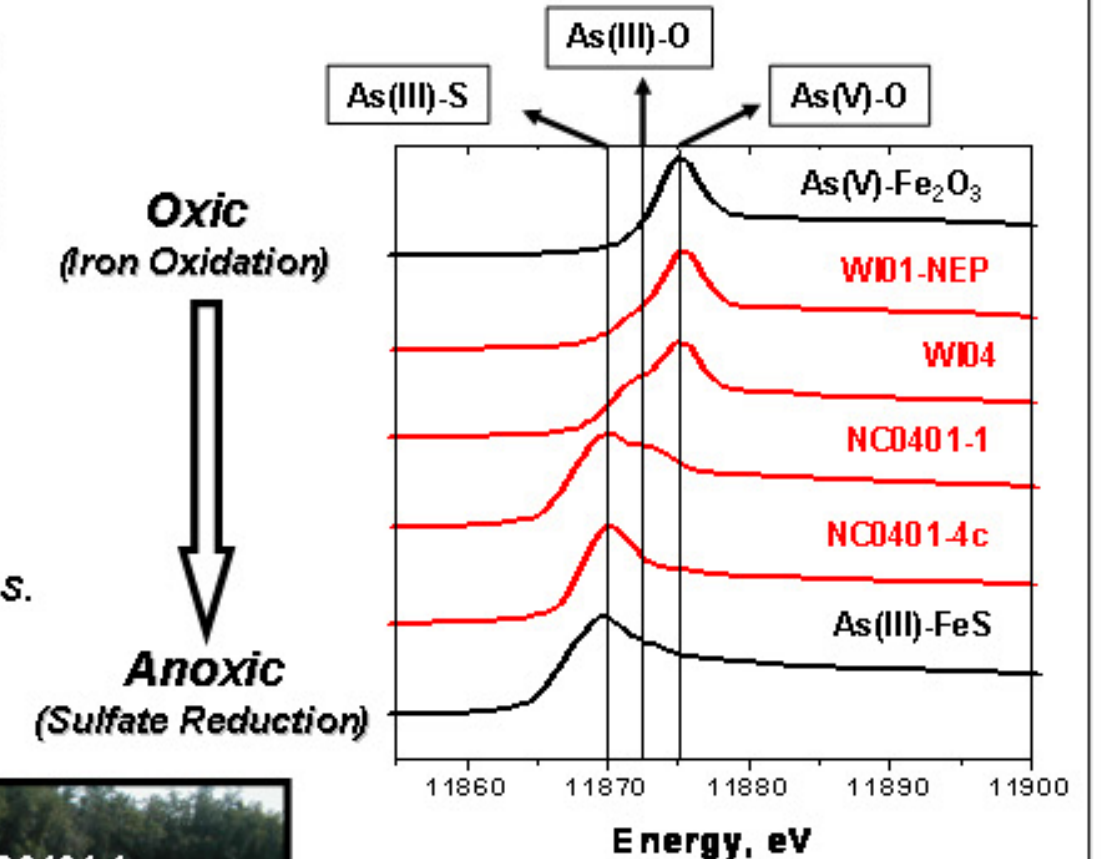 As(III)-O
As(III)-S
As(V)-O
As(V)-Fe₂O₃
Oxic
(Iron Oxidation)
WI01-NEP
WI04
NC0401-1
NC0401-4c
s.
As(III)-FeS
Anoxic
(Sulfate Reduction)
11860 11870 11880 11890 11900
Energy, eV